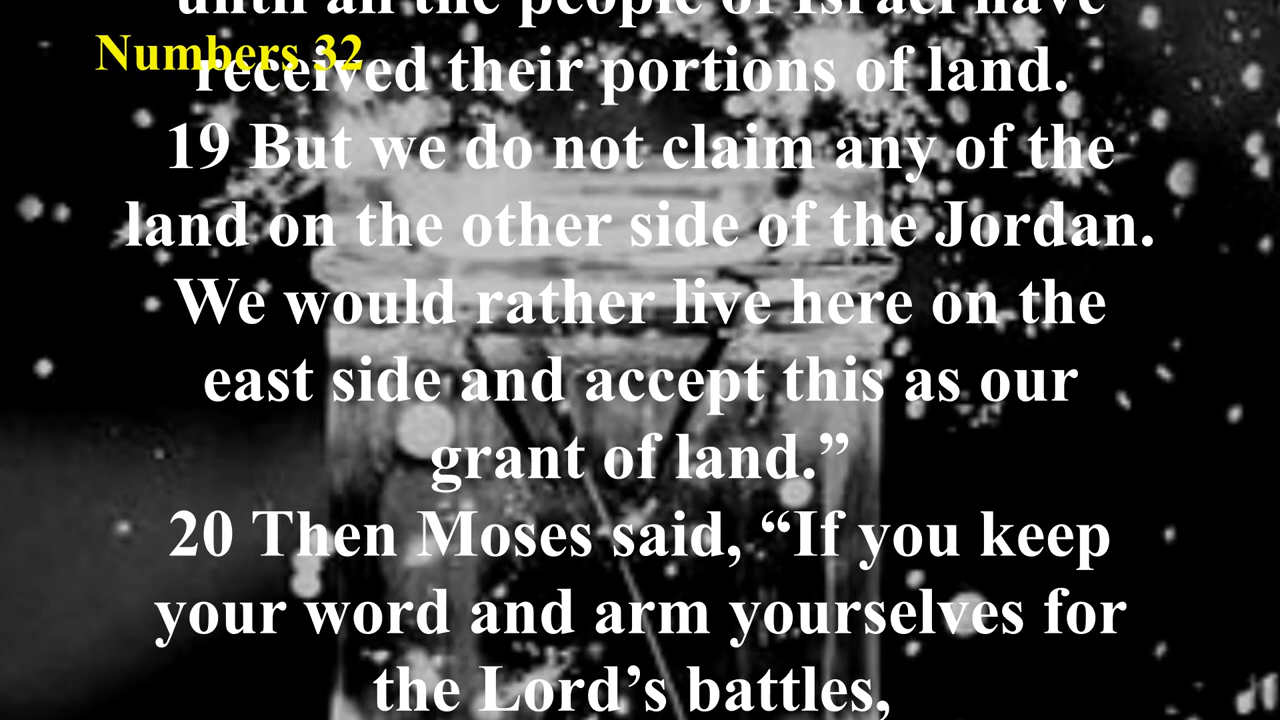 until all the people of Israel have
Numbers 32
received their portions of land.
19 But we do not claim any of the
land on the other side of the Jordan.
We would rather live here on the
east side and accept this as our
grant of land.”
20 Then Moses said, “If you keep
your word and arm yourselves for
the Lord’s battles,